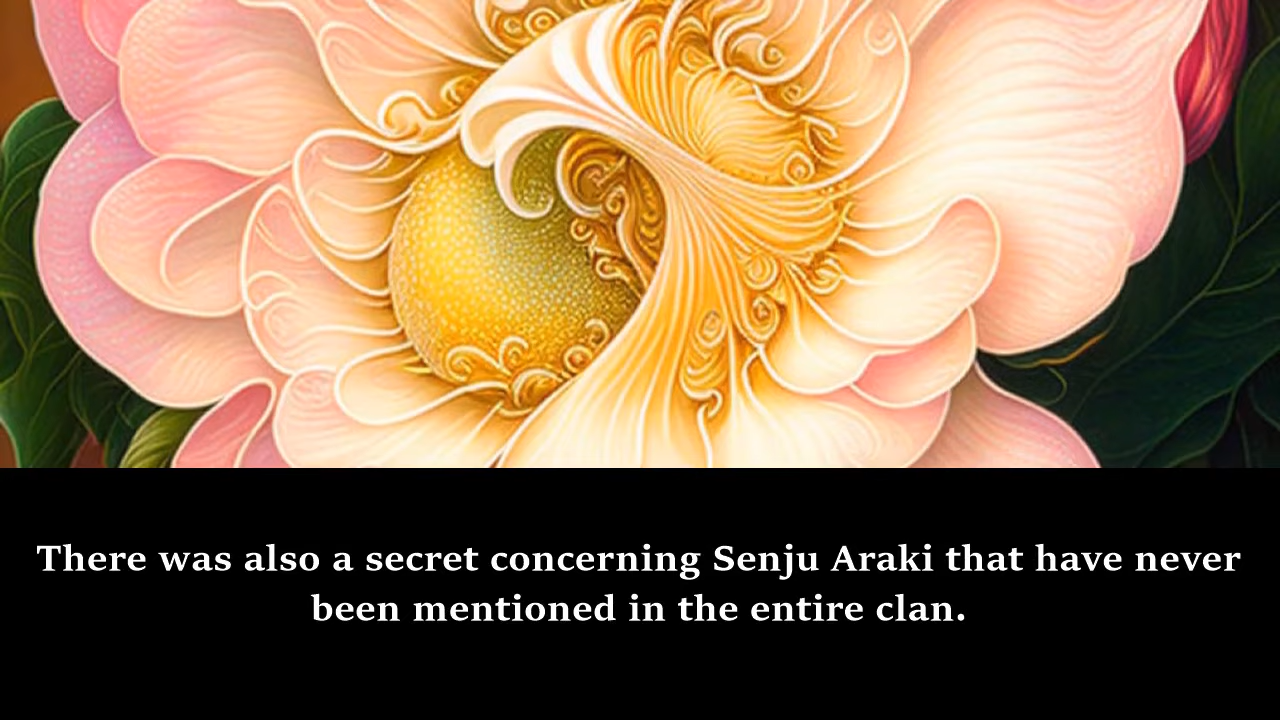 There was also a secret concerning Senju Araki that have never
been mentioned in the entire clan.